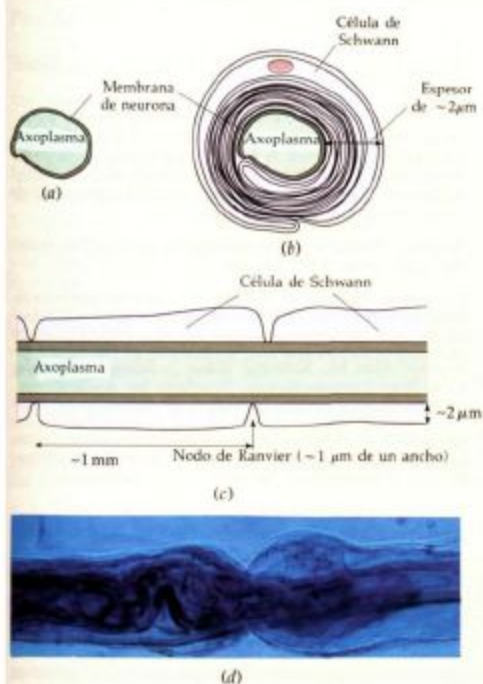 Célula de
Schwann
Membrana
de neurona
Espesor
de ~2μm
Axoplasma
Axoplasma
(a)
(b)
Célula de Schwann
Axoplasma
~2 μm
~1 mm
Nodo de Ranvier (~1 μm de un ancho)
(c)
(d)